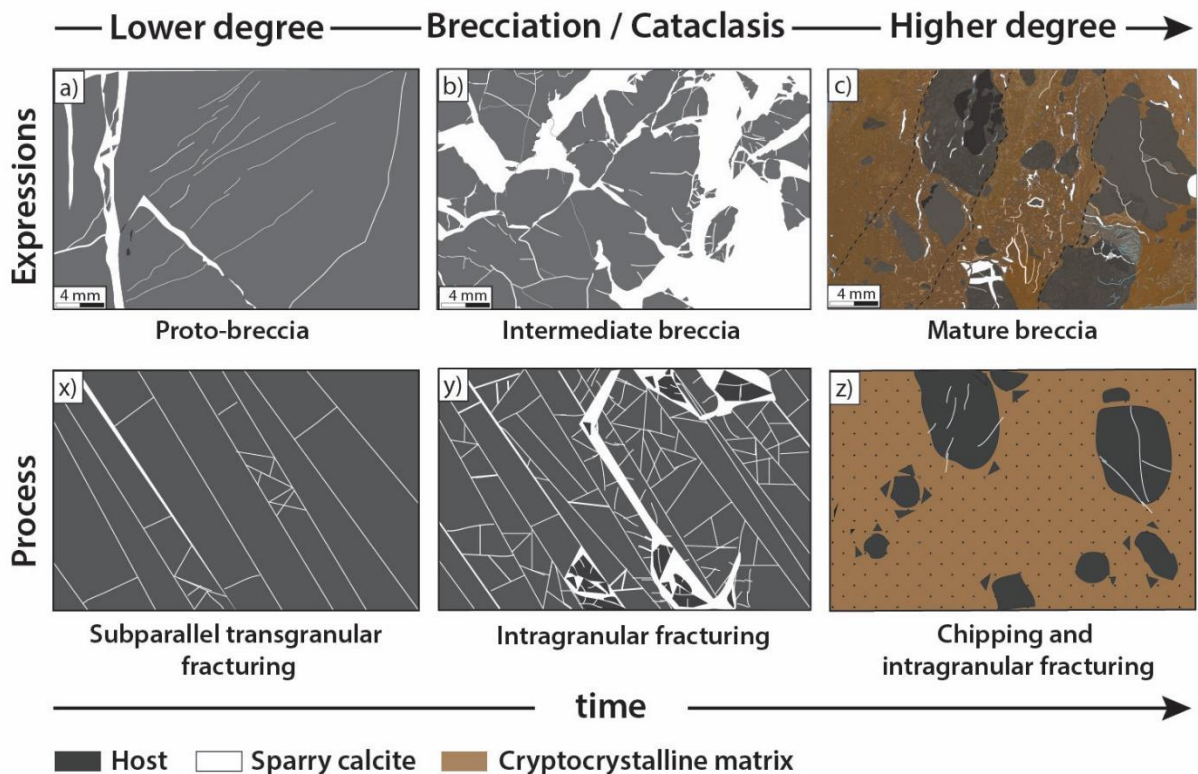 Lower degree
Brecciation / Cataclasis
Higher degree
Expressions
a)
4 mm
Proto-breccia
b)
4 mm
Intermediate breccia
c)
4 mm
Mature breccia
Process
x)
Subparallel transgranular
fracturing
y)
Intragranular fracturing
z)
Chipping and
intragranular fracturing
time
Host
Sparry calcite
Cryptocrystalline matrix